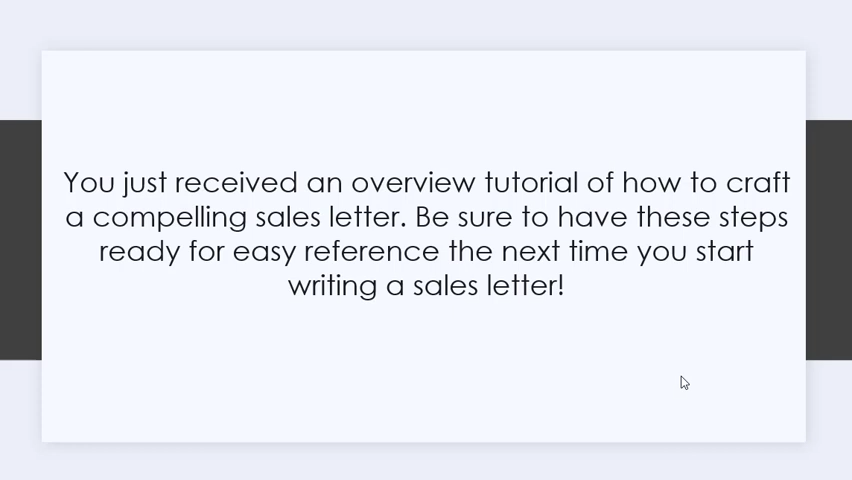 You just received an overview tutorial of how to craft
a compelling sales letter. Be sure to have these steps
ready for easy reference the next time you start
writing a sales letter!